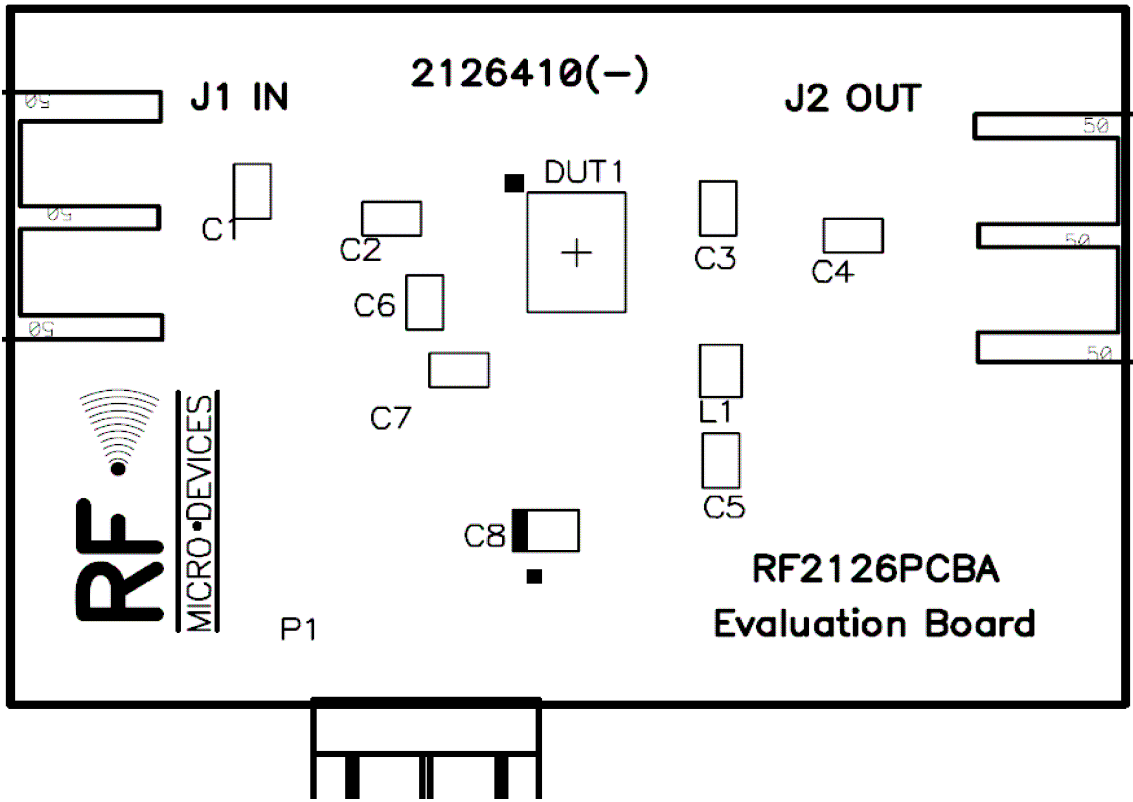 2126410(-)
J1 IN
J2 OUT
50
50
50
50
50
50
DUT1
C1
C2
C3
C4
C6
C7
L1
C5
C8
RF
MICRO•DEVICES
P1
RF2126PCBA
Evaluation Board